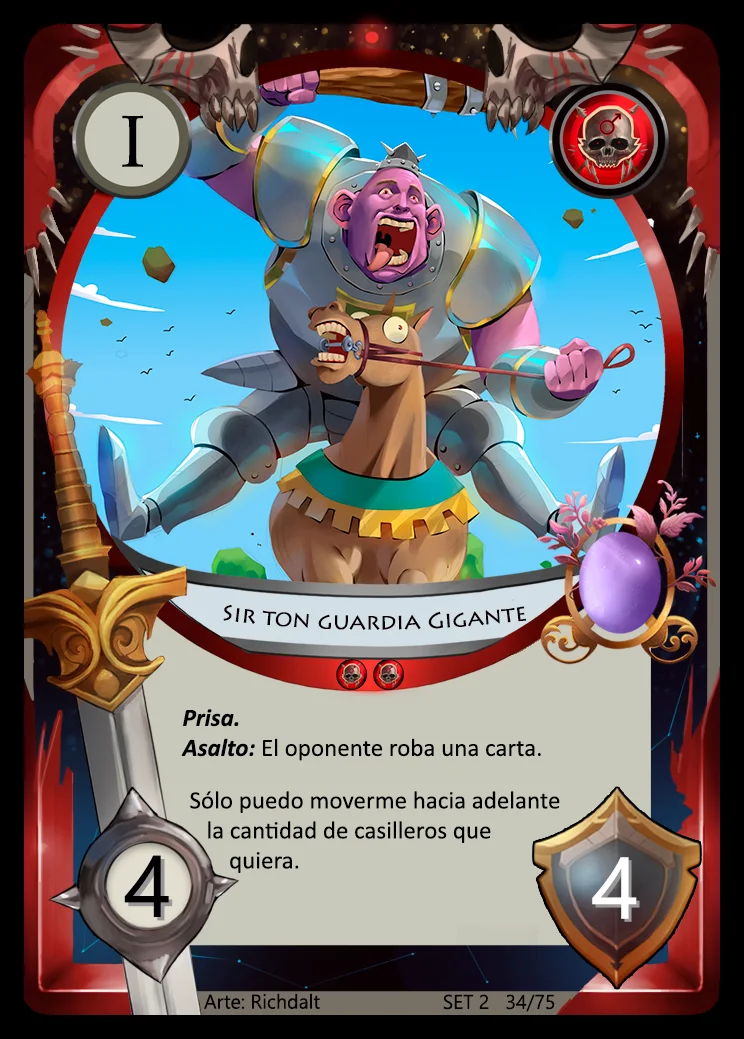 I
Sir ton guardia Gigante
Prisa.
Asalto: El oponente roba una carta.
Sólo puedo moverme hacia adelante
la cantidad de casilleros que
quiera.
4
4
Arte: Richdalt SET 2 34/75